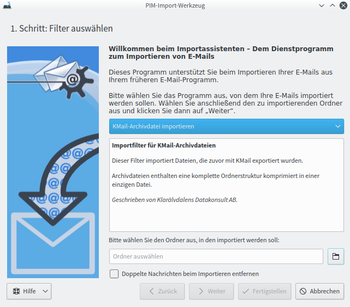 PIM-Import-Werkzeug
1. Schritt: Filter auswählen
Willkommen beim Importassistenten – Dem Dienstprogramm
zum Importieren von E-Mails
Dieses Programm unterstützt Sie beim Importieren Ihrer E-Mails aus
Ihrem früheren E-Mail-Programm.
Bitte wählen Sie das Programm aus, von dem Ihre E-Mails importiert
werden sollen. Wählen Sie anschließend den zu importierenden Ordner
aus und klicken Sie dann auf „Weiter“.
KMail-Archivdatei importieren
Importfilter für KMail-Archivdateien
Dieser Filter importiert Dateien, die zuvor mit KMail exportiert wurden.
Archivdateien enthalten eine komplette Ordnerstruktur komprimiert in einer
einzigen Datei.
Geschrieben von Klarälvdalens Datakonsult AB.
Bitte wählen Sie den Ordner aus, in den importiert werden soll:
Ordner auswählen
Doppelte Nachrichten beim Importieren entfernen
Hilfe
Zurück
Weiter
Fertigstellen
Abbrechen